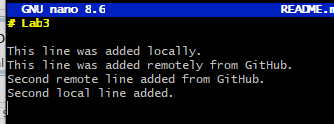 GNU nano 8.6 README.m
# Lab3
This line was added locally.
This line was added remotely from GitHub.
Second remote line added from GitHub.
Second local line added.